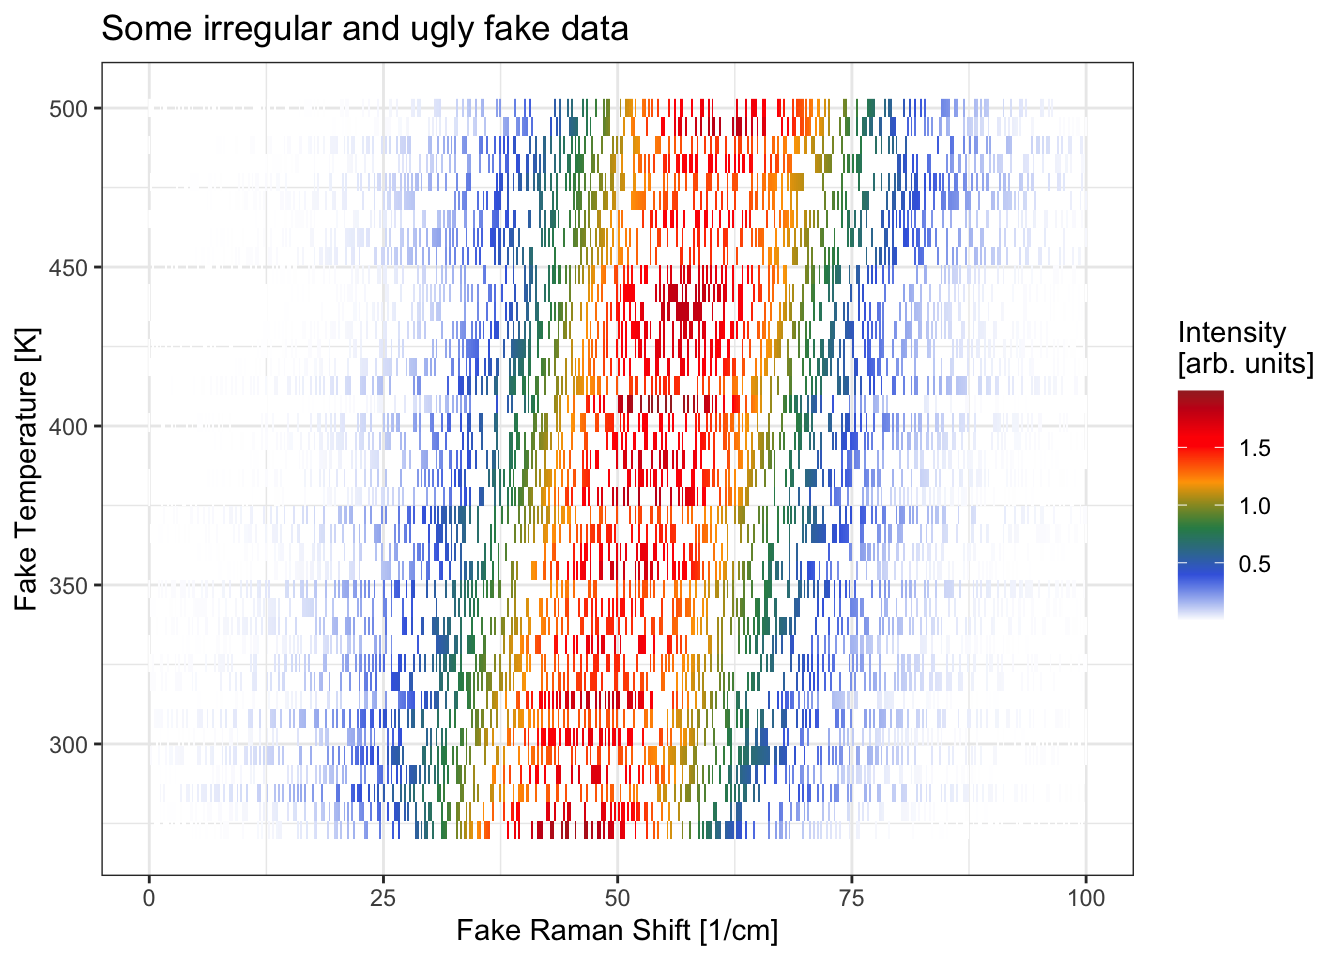 Some irregular and ugly fake data
500
450
400
350
300
Fake Temperature [K]
0
25
50
75
100
Fake Raman Shift [1/cm]
Intensity
[arb. units]
1.5
1.0
0.5